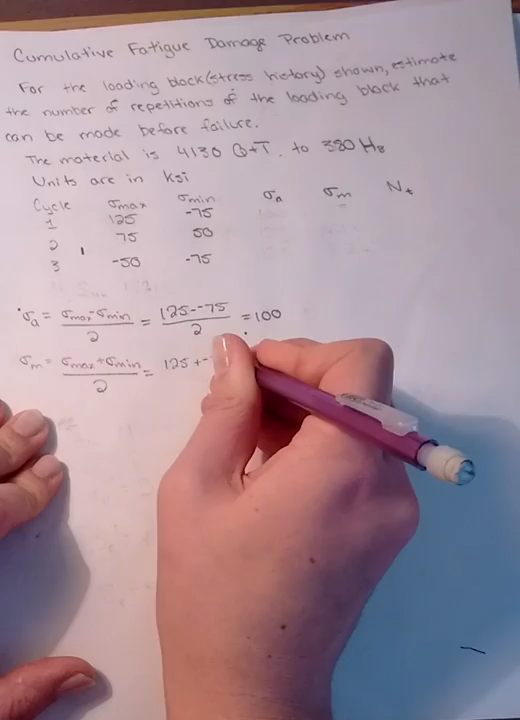 Cumulative Fatigue Damage Problem
For the loading block (stress history) shown, estimate
the number of repetitions of the loading block that
can be made before failure.
The material is 4130 Q+T. to 380 HB
Units are in ksi
Cycle σmax σmin σa σm Nf
1 125 -75
2 75 50
3 -50 -75
σa = σmax-σmin / 2 = 125--75 / 2 = 100
σm = σmax+σmin / 2 = 125 +-